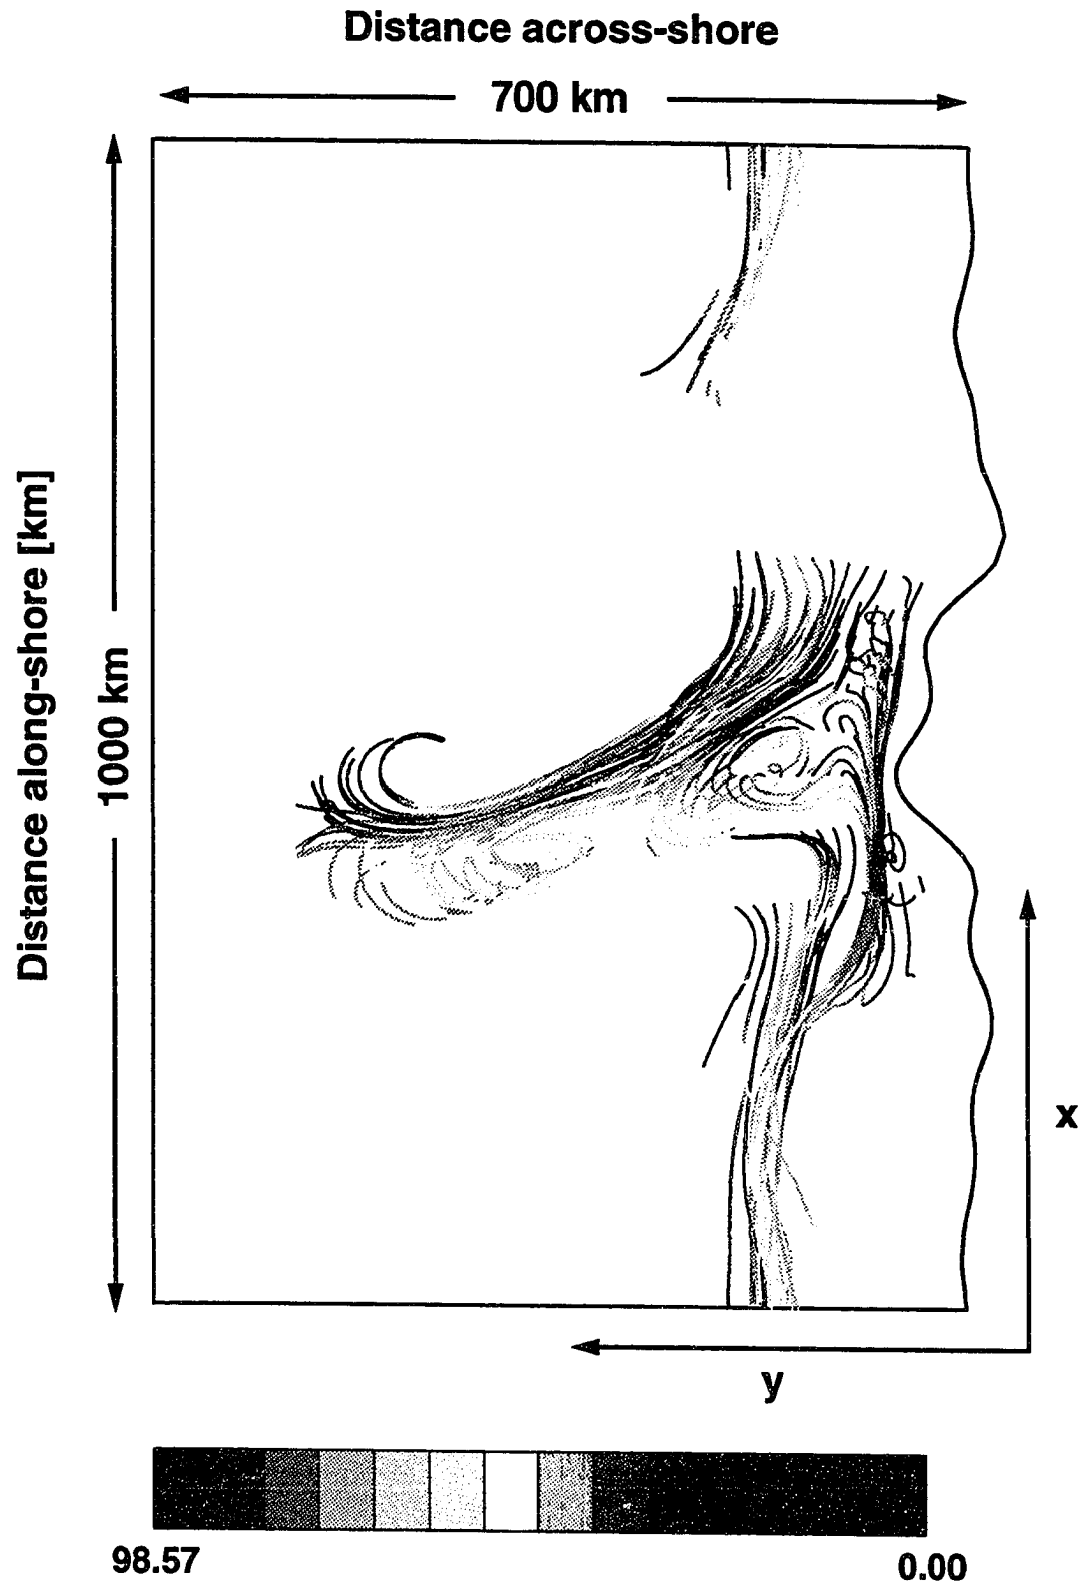 Distance across-shore
700 km
Distance along-shore [km]
1000 km
x
y
98.57
0.00